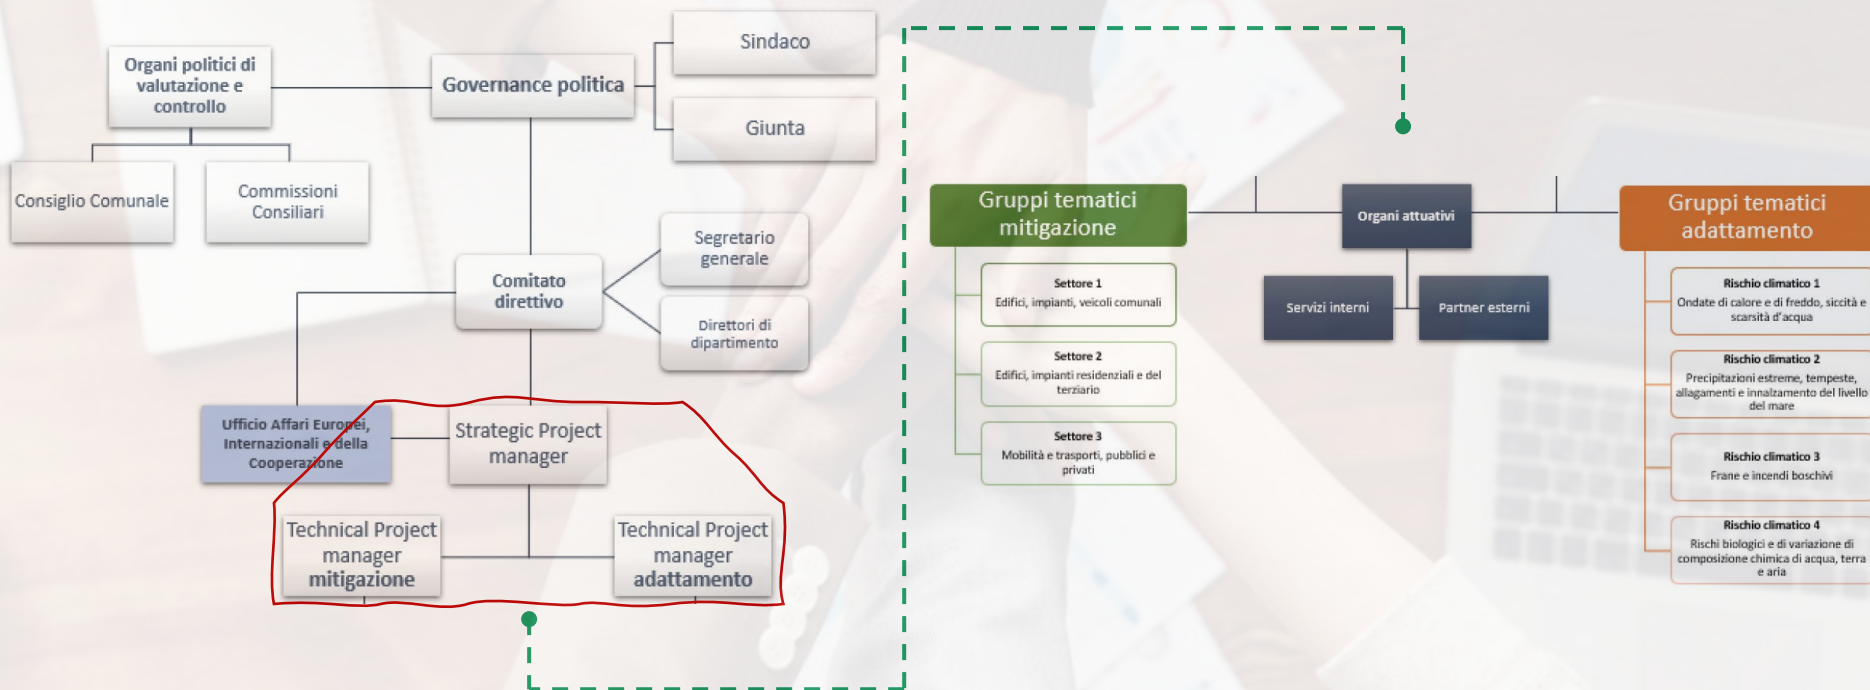 Organi politici di
valutazione e
controllo
Governance politica
Sindaco
Giunta
Consiglio Comunale
Commissioni
Consiliari
Comitato
direttivo
Segretario
generale
Direttori di
dipartimento
Ufficio Affari Europei,
Internazionali e della
Cooperazione
Strategic Project
manager
Technical Project
manager
mitigazione
Technical Project
manager
adattamento
Gruppi tematici
mitigazione
Settore 1
Edifici, impianti, veicoli comunali
Settore 2
Edifici, impianti residenziali e del
terziario
Settore 3
Mobilità e trasporti, pubblici e
privati
Organi attuativi
Servizi interni
Partner esterni
Gruppi tematici
adattamento
Rischio climatico 1
Ondate di calore e di freddo, siccità e
scarsità d'acqua
Rischio climatico 2
Precipitazioni estreme, tempeste,
allagamenti e innalzamento del livello
del mare
Rischio climatico 3
Frane e incendi boschivi
Rischio climatico 4
Rischi biologici e di variazione di
composizione chimica di acqua, terra
e aria